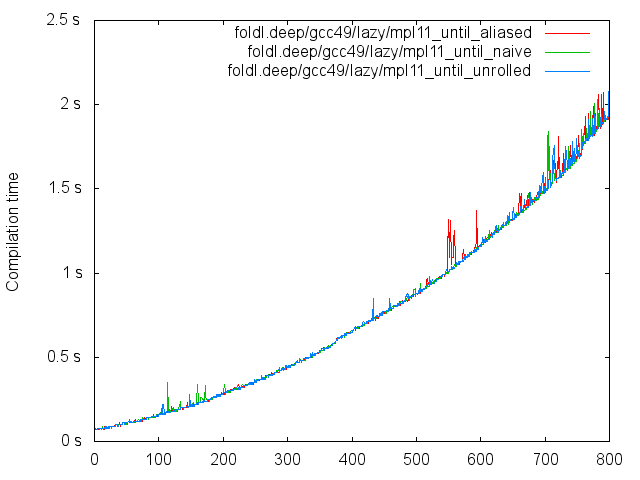 2.5 s
2 s
1.5 s
1 s
0.5 s
0 s
Compilation time
foldl.deep/gcc49/lazy/mpl11_until_aliased
foldl.deep/gcc49/lazy/mpl11_until_naive
foldl.deep/gcc49/lazy/mpl11_until_unrolled
0 100 200 300 400 500 600 700 800